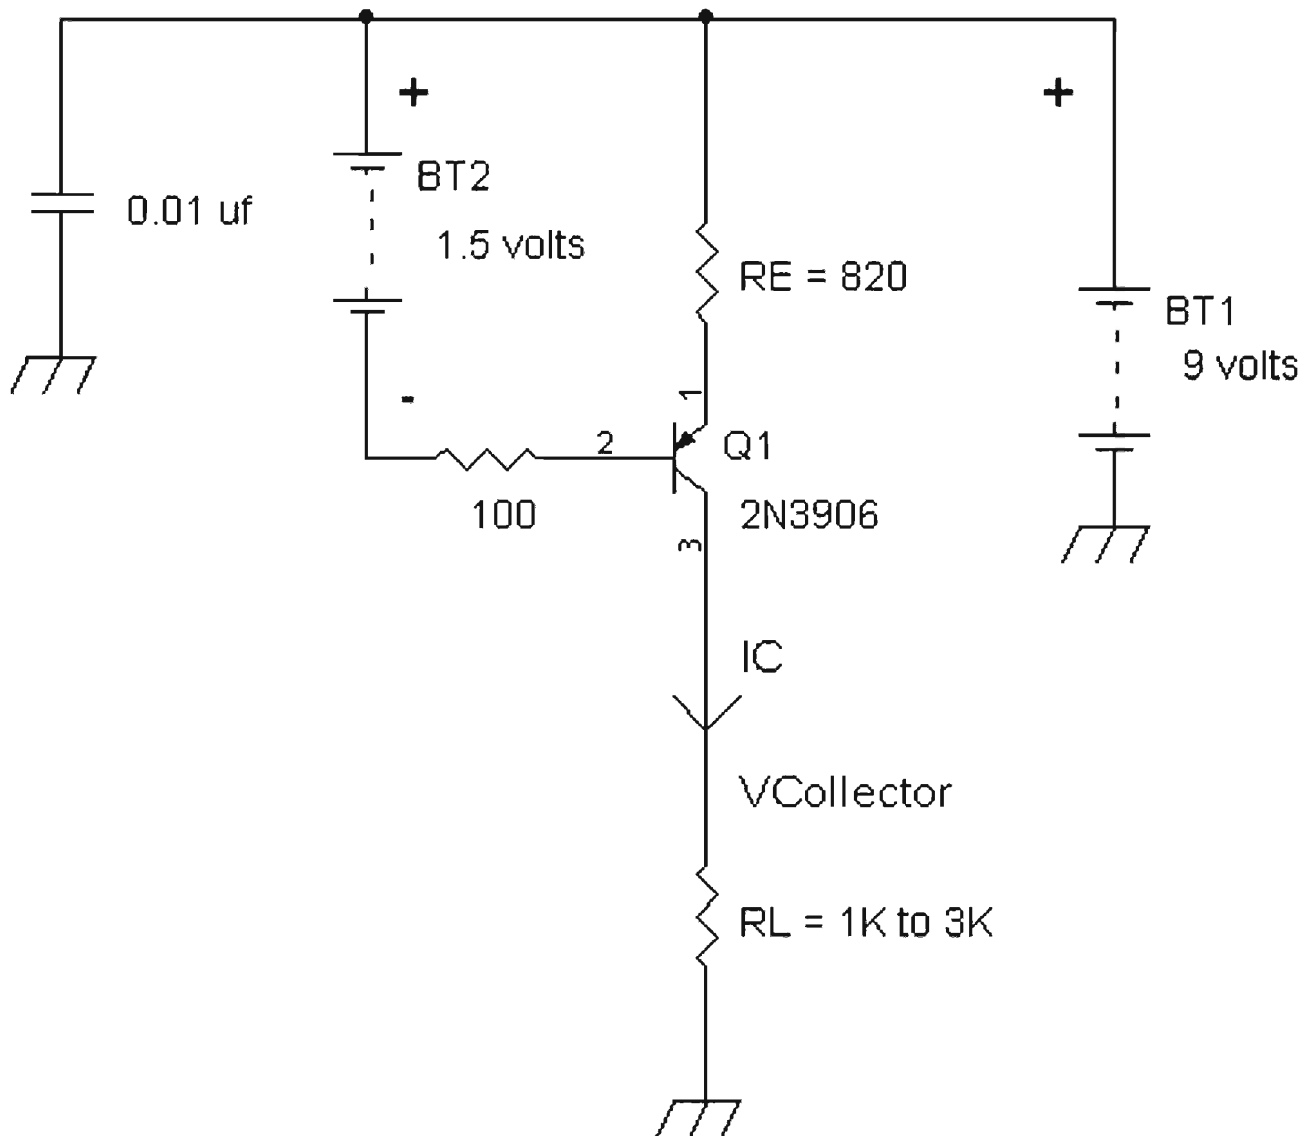 +
+
BT2
0.01 uf
1.5 volts
RE = 820
BT1
9 volts
-
1
2
Q1
100
2N3906
3
IC
VCollector
RL = 1K to 3K